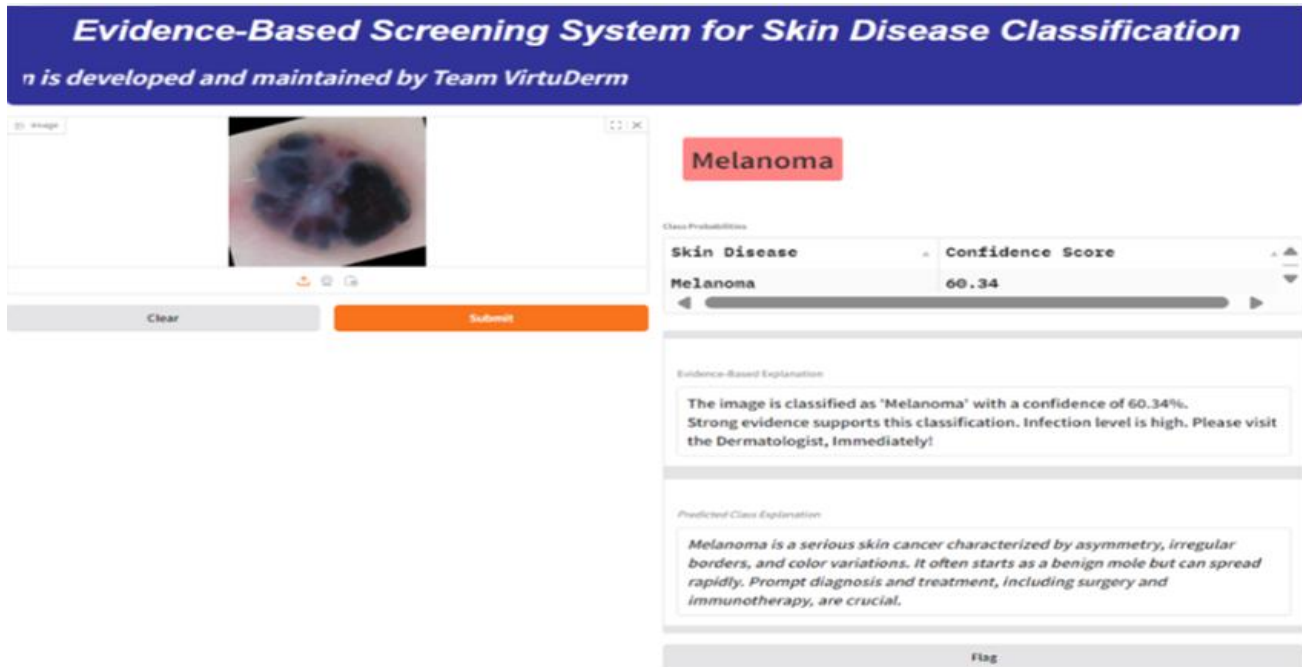 Evidence-Based Screening System for Skin Disease Classification
n is developed and maintained by Team VirtuDerm
Image
Clear
Submit
Melanoma
Class Probabilities
Skin Disease
Confidence Score
Melanoma
60.34
Evidence-Based Explanation
The image is classified as 'Melanoma' with a confidence of 60.34%.
Strong evidence supports this classification. Infection level is high. Please visit
the Dermatologist, Immediately!
Predicted Class Explanation
Melanoma is a serious skin cancer characterized by asymmetry, irregular
borders, and color variations. It often starts as a benign mole but can spread
rapidly. Prompt diagnosis and treatment, including surgery and
immunotherapy, are crucial.
Flag